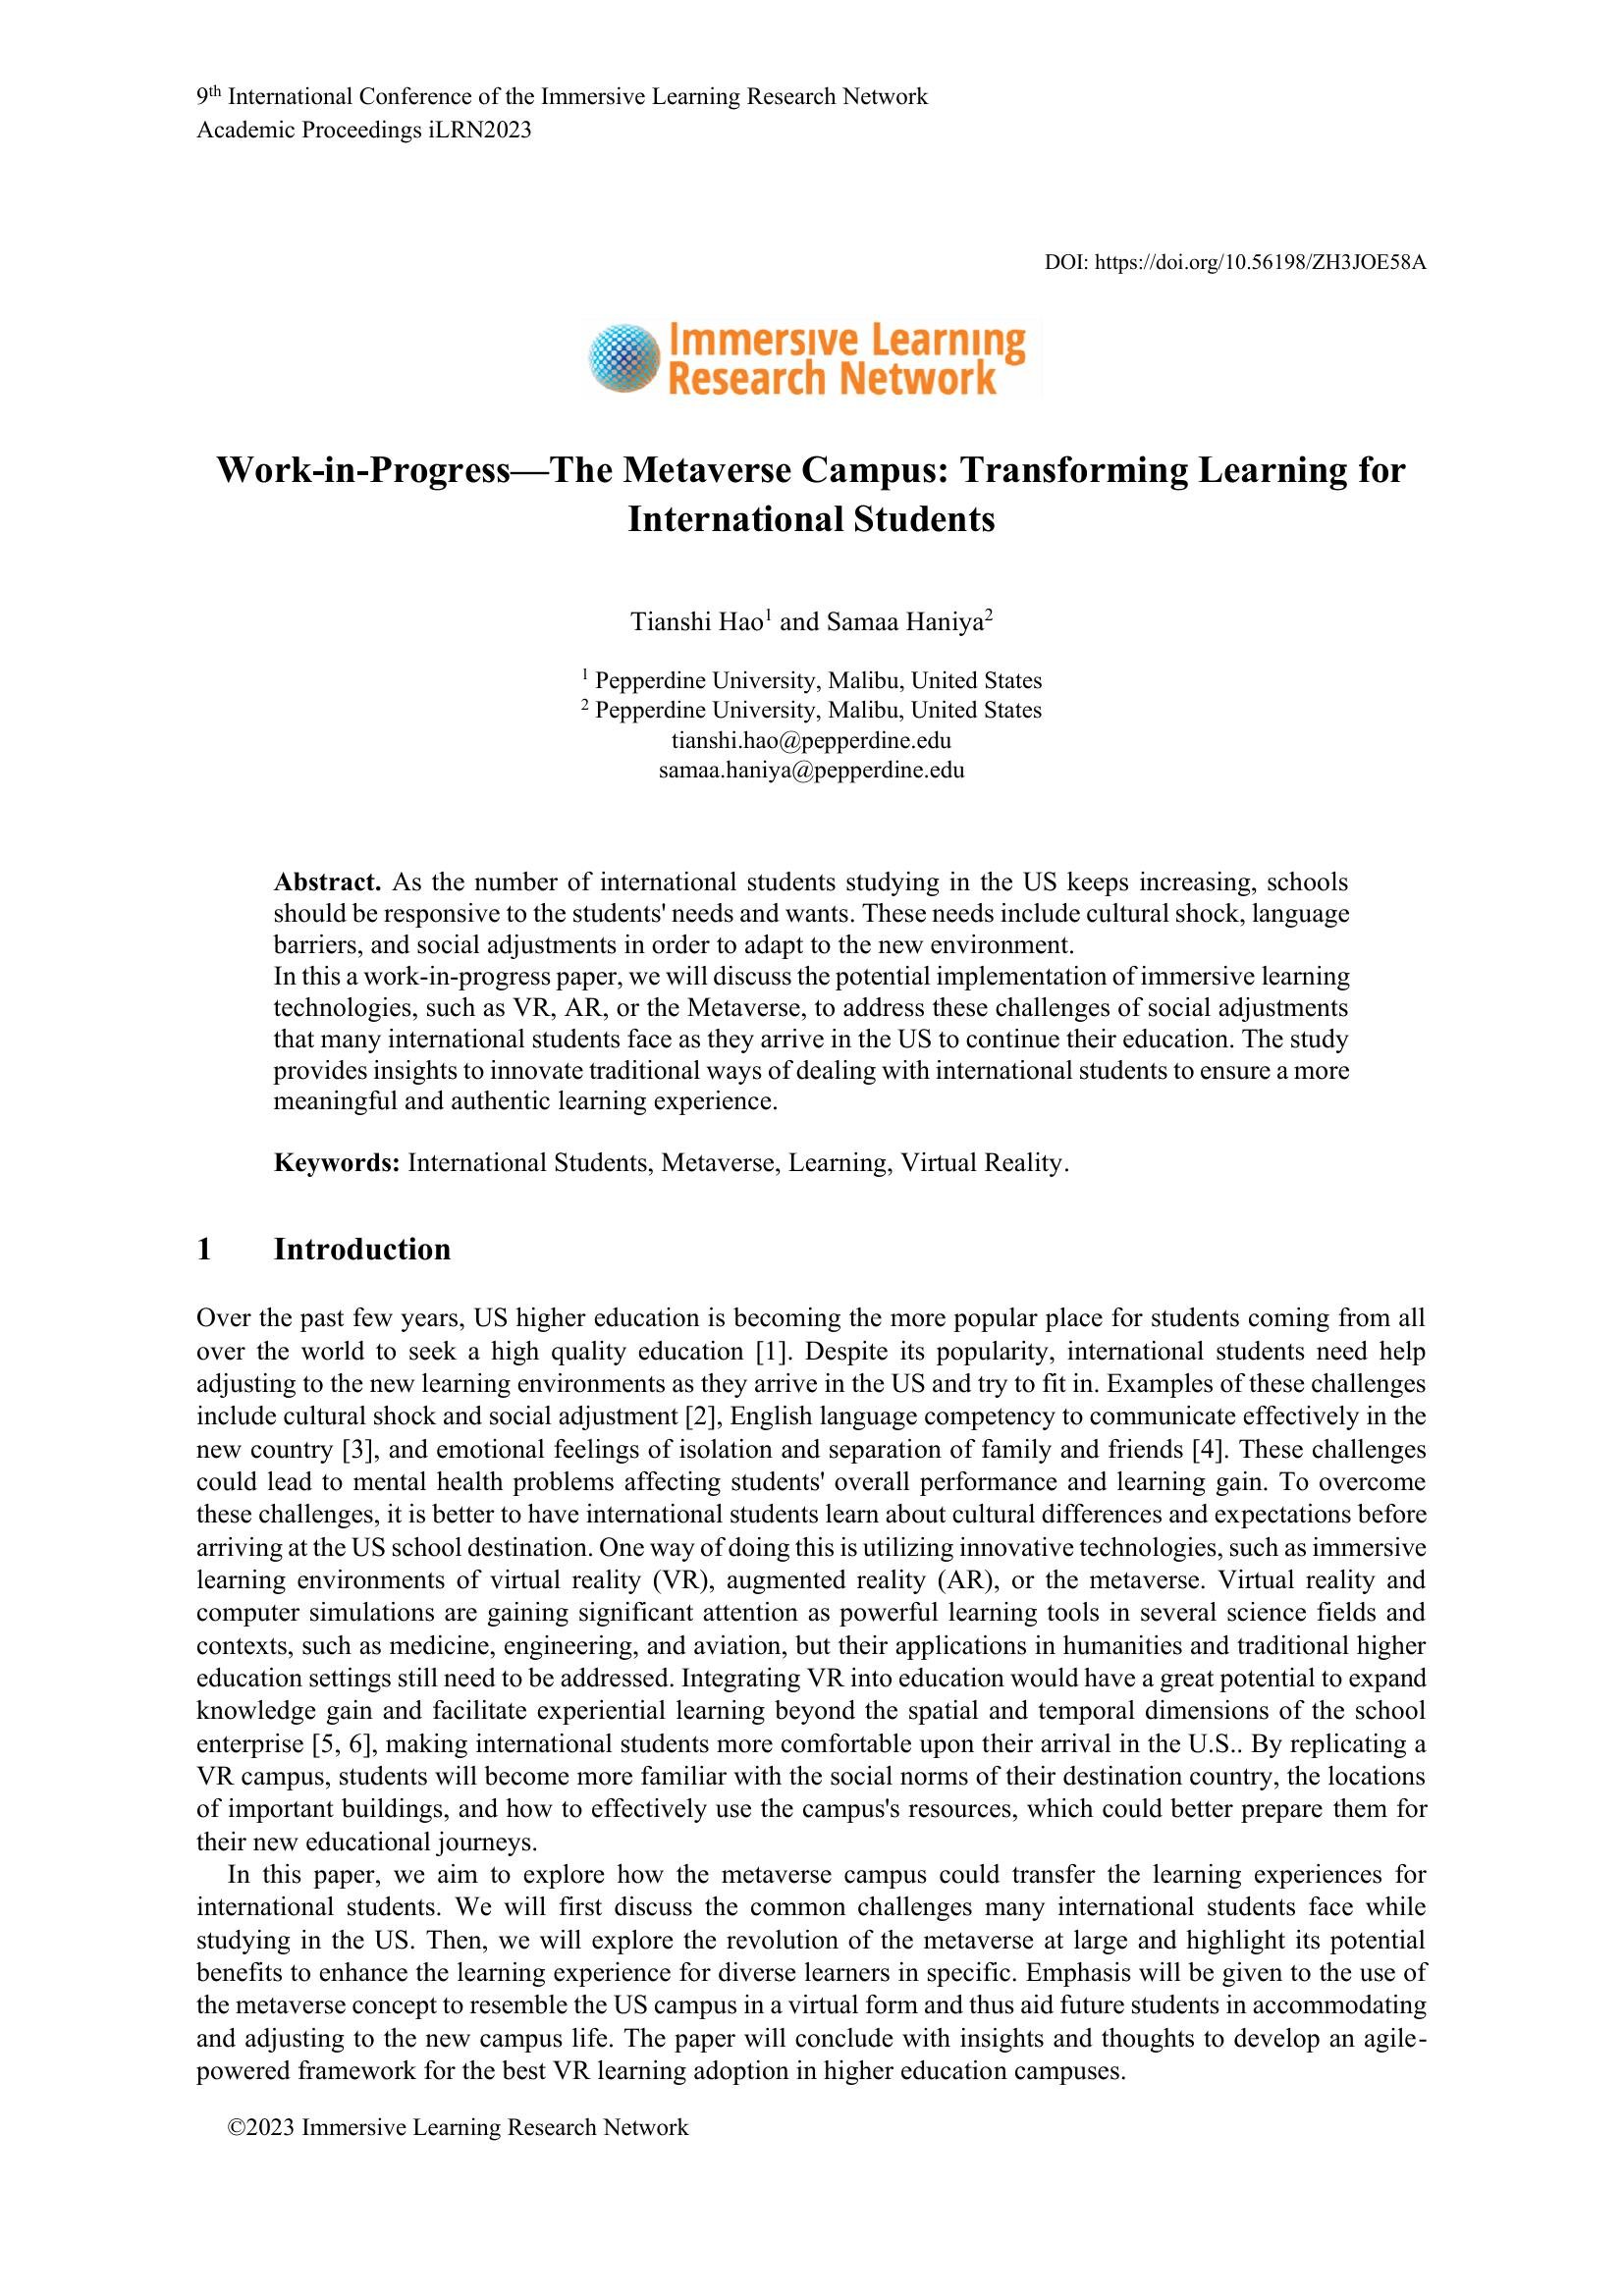 9th International Conference of the Immersive Learning Research Network
Academic Proceedings iLRN2023
DOI: https://doi.org/10.56198/ZH3JOE58A
Immersive Learning
Research Network
Work-in-Progress—The Metaverse Campus: Transforming Learning for
International Students
Tianshi Hao1 and Samaa Haniya2
1 Pepperdine University, Malibu, United States
2 Pepperdine University, Malibu, United States
tianshi.hao@pepperdine.edu
samaa.haniya@pepperdine.edu
Abstract. As the number of international students studying in the US keeps increasing, schools
should be responsive to the students' needs and wants. These needs include cultural shock, language
barriers, and social adjustments in order to adapt to the new environment.
In this a work-in-progress paper, we will discuss the potential implementation of immersive learning
technologies, such as VR, AR, or the Metaverse, to address these challenges of social adjustments
that many international students face as they arrive in the US to continue their education. The study
provides insights to innovate traditional ways of dealing with international students to ensure a more
meaningful and authentic learning experience.
Keywords: International Students, Metaverse, Learning, Virtual Reality.
1 Introduction
Over the past few years, US higher education is becoming the more popular place for students coming from all
over the world to seek a high quality education [1]. Despite its popularity, international students need help
adjusting to the new learning environments as they arrive in the US and try to fit in. Examples of these challenges
include cultural shock and social adjustment [2], English language competency to communicate effectively in the
new country [3], and emotional feelings of isolation and separation of family and friends [4]. These challenges
could lead to mental health problems affecting students' overall performance and learning gain. To overcome
these challenges, it is better to have international students learn about cultural differences and expectations before
arriving at the US school destination. One way of doing this is utilizing innovative technologies, such as immersive
learning environments of virtual reality (VR), augmented reality (AR), or the metaverse. Virtual reality and
computer simulations are gaining significant attention as powerful learning tools in several science fields and
contexts, such as medicine, engineering, and aviation, but their applications in humanities and traditional higher
education settings still need to be addressed. Integrating VR into education would have a great potential to expand
knowledge gain and facilitate experiential learning beyond the spatial and temporal dimensions of the school
enterprise [5, 6], making international students more comfortable upon their arrival in the U.S.. By replicating a
VR campus, students will become more familiar with the social norms of their destination country, the locations
of important buildings, and how to effectively use the campus's resources, which could better prepare them for
their new educational journeys.
In this paper, we aim to explore how the metaverse campus could transfer the learning experiences for
international students. We will first discuss the common challenges many international students face while
studying in the US. Then, we will explore the revolution of the metaverse at large and highlight its potential
benefits to enhance the learning experience for diverse learners in specific. Emphasis will be given to the use of
the metaverse concept to resemble the US campus in a virtual form and thus aid future students in accommodating
and adjusting to the new campus life. The paper will conclude with insights and thoughts to develop an agile-
powered framework for the best VR learning adoption in higher education campuses.
©2023 Immersive Learning Research Network